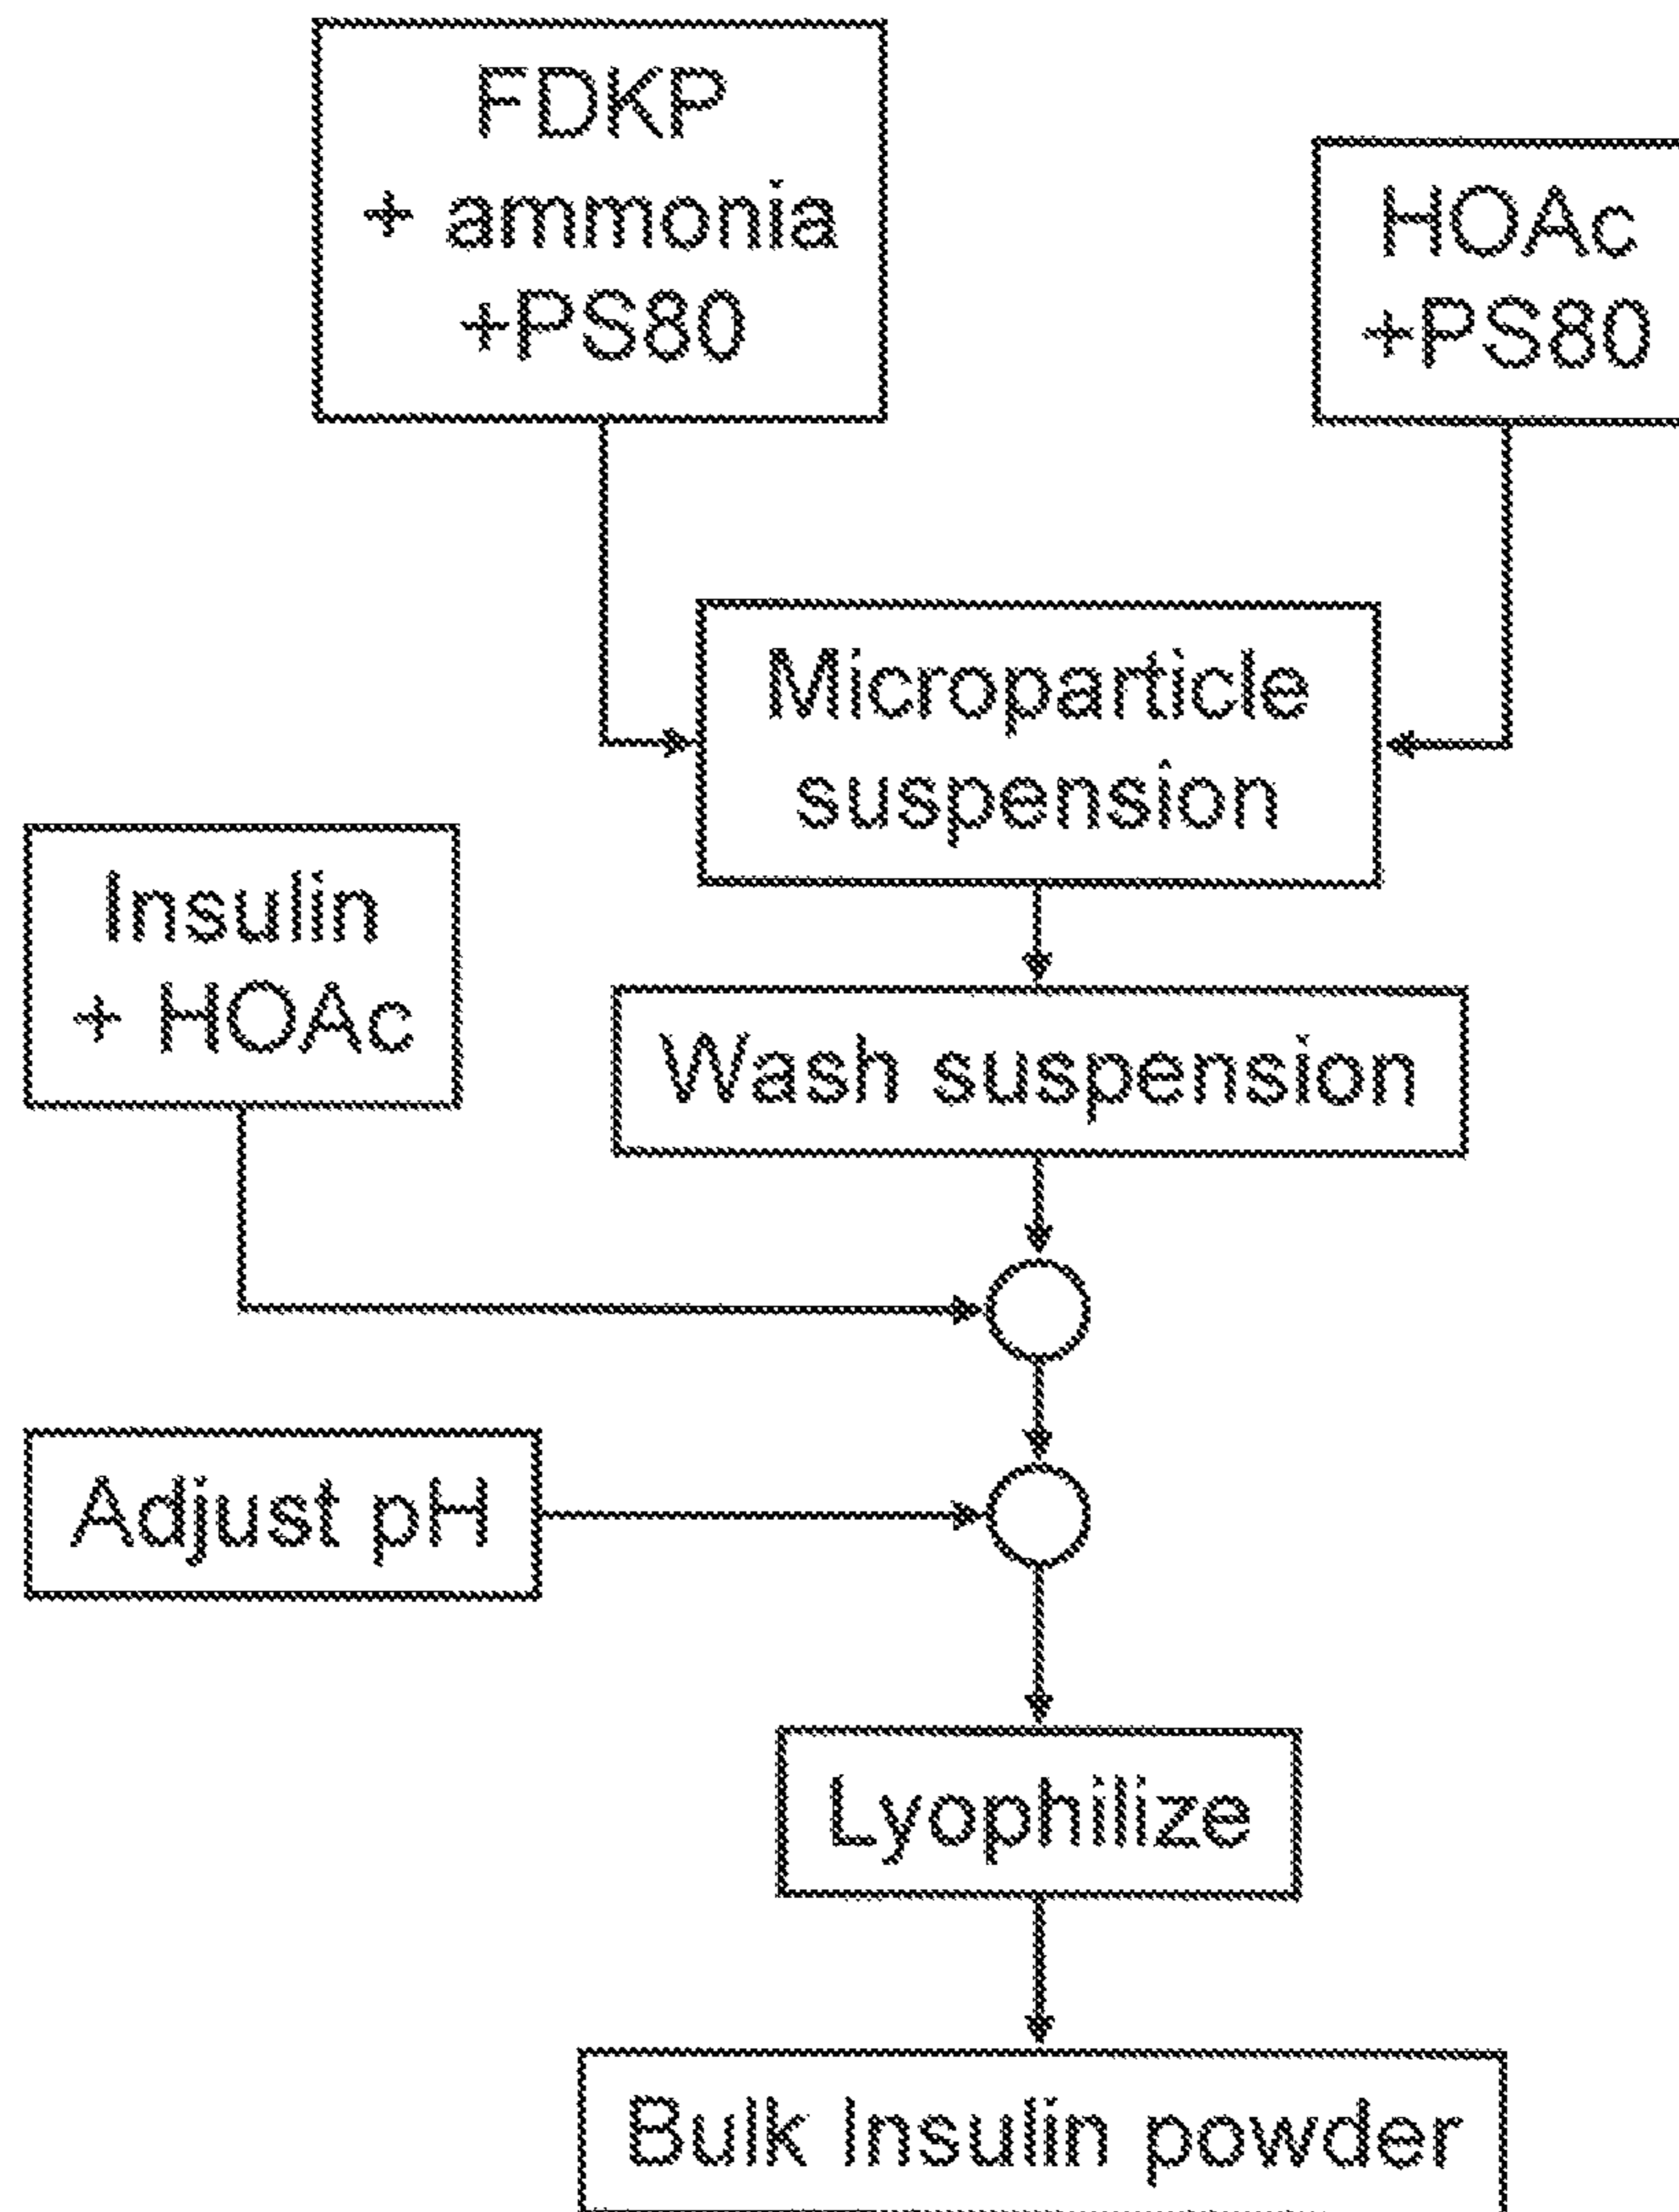 FDKP
+ ammonia
+PS80
HOAc
+PS80
Microparticle
suspension
Insulin
+ HOAc
Wash suspension
Adjust pH
Lyophilize
Bulk Insulin powder